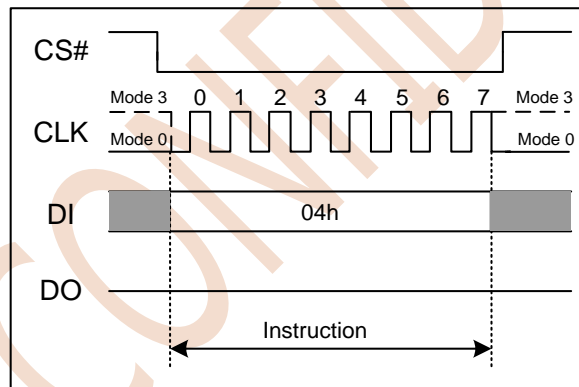 CS#
Mode 3 0 1 2 3 4 5 6 7 Mode 3
CLK
Mode 0 Mode 0
DI 04h
DO
Instruction
CONFID